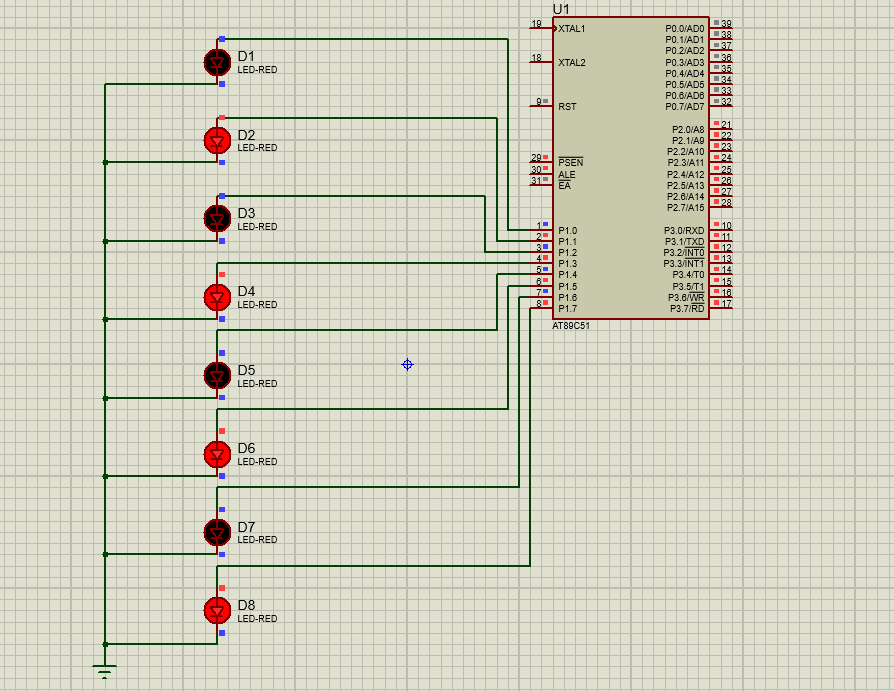 U1
19
XTAL1
18
XTAL2
9
RST
29
PSEN
30
ALE
31
EA
1
P1.0
2
P1.1
3
P1.2
4
P1.3
5
P1.4
6
P1.5
7
P1.6
8
P1.7
P0.0/AD0
39
P0.1/AD1
38
P0.2/AD2
37
P0.3/AD3
36
P0.4/AD4
35
P0.5/AD5
34
P0.6/AD6
33
P0.7/AD7
32
P2.0/A8
21
P2.1/A9
22
P2.2/A10
23
P2.3/A11
24
P2.4/A12
25
P2.5/A13
26
P2.6/A14
27
P2.7/A15
28
P3.0/RXD
10
P3.1/TXD
11
P3.2/INT0
12
P3.3/INT1
13
P3.4/T0
14
P3.5/T1
15
P3.6/WR
16
P3.7/RD
17
AT89C51
D1
LED-RED
D2
LED-RED
D3
LED-RED
D4
LED-RED
D5
LED-RED
D6
LED-RED
D7
LED-RED
D8
LED-RED